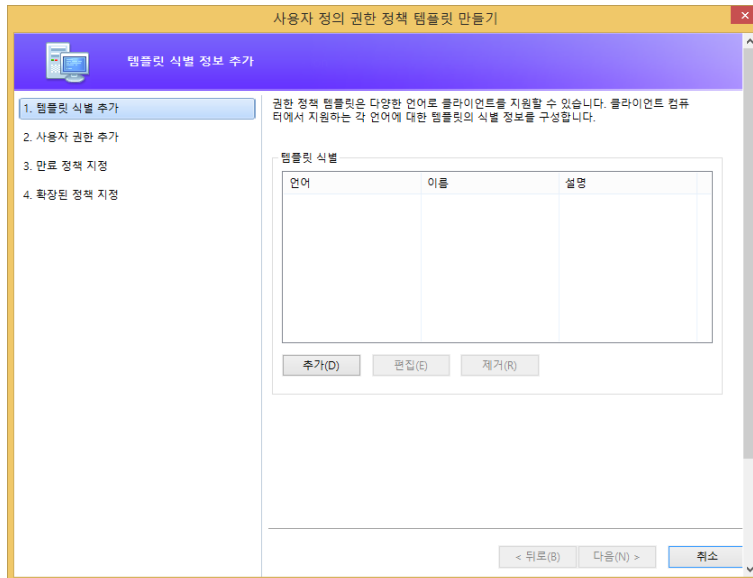 사용자 정의 권한 정책 템플릿 만들기
템플릿 식별 정보 추가
1. 템플릿 식별 추가
2. 사용자 권한 추가
3. 만료 정책 지정
4. 확장된 정책 지정
권한 정책 템플릿은 다양한 언어로 클라이언트를 지원할 수 있습니다. 클라이언트 컴퓨
터에서 지원하는 각 언어에 대한 템플릿의 식별 정보를 구성합니다.
템플릿 식별
언어 이름 설명
추가(D) 편집(E) 제거(R)
< 뒤로(B) 다음(N) > 취소